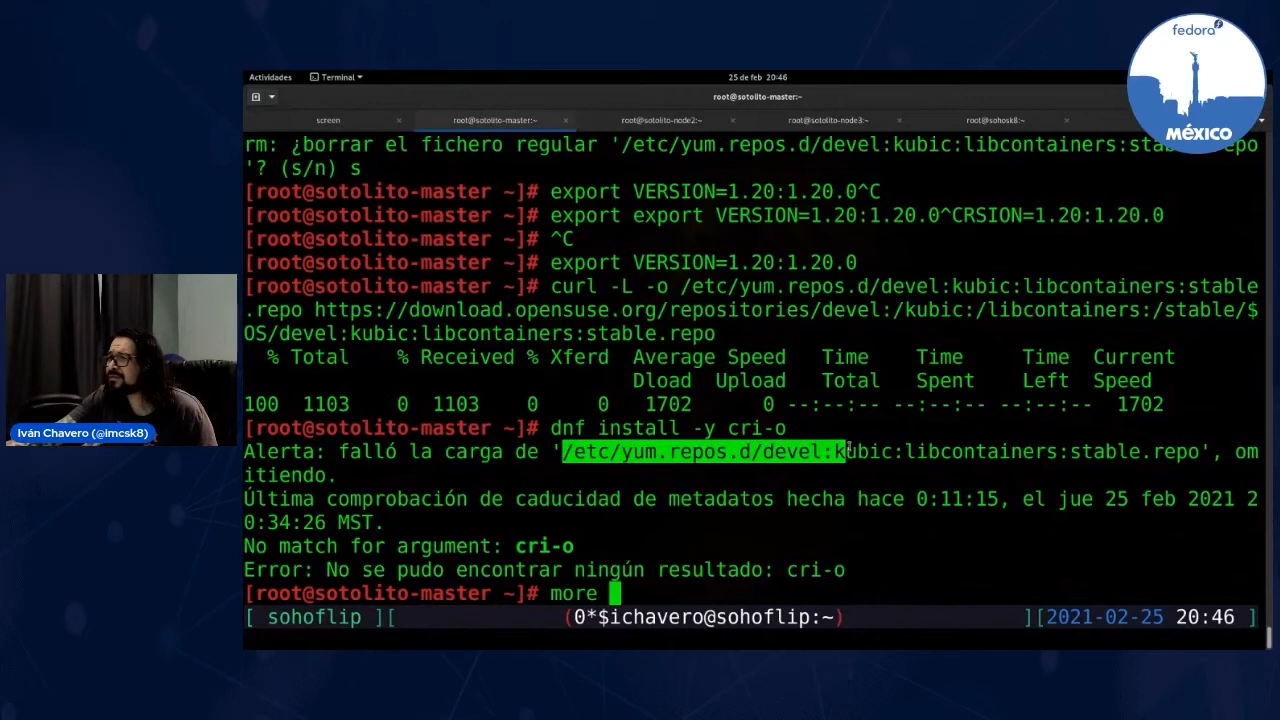 fedora
MÉXICO
Actividades Terminal 25 de feb 20:46
root@sotolito-master:~
screen × root@sotolito-master:~ × root@sotolito-node2:~ × root@sotolito-node3:~ × root@sohosk8:~ ×
rm: ¿borrar el fichero regular '/etc/yum.repos.d/devel:kubic:libcontainers:sta
'? (s/n) s
[root@sotolito-master ~]# export VERSION=1.20:1.20.0^C
[root@sotolito-master ~]# export export VERSION=1.20:1.20.0^CRSION=1.20:1.20.0
[root@sotolito-master ~]# ^C
[root@sotolito-master ~]# export VERSION=1.20:1.20.0
[root@sotolito-master ~]# curl -L -o /etc/yum.repos.d/devel:kubic:libcontainers:stable
.repo https://download.opensuse.org/repositories/devel:/kubic:/libcontainers:/stable/$
OS/devel:kubic:libcontainers:stable.repo
% Total % Received % Xferd Average Speed Time Time Time Current
Dload Upload Total Spent Left Speed
100 1103 0 1103 0 0 1702 0 --:--:-- --:--:-- --:--:-- 1702
[root@sotolito-master ~]# dnf install -y cri-o
Alerta: falló la carga de '/etc/yum.repos.d/devel:kubic:libcontainers:stable.repo', om
itiendo.
Última comprobación de caducidad de metadatos hecha hace 0:11:15, el jue 25 feb 2021 2
0:34:26 MST.
No match for argument: cri-o
Error: No se pudo encontrar ningún resultado: cri-o
[root@sotolito-master ~]# more
[ sohoflip ][ (0*$ichavero@sohoflip:~) ][2021-02-25 20:46 ]
Iván Chavero (@imcsk8)